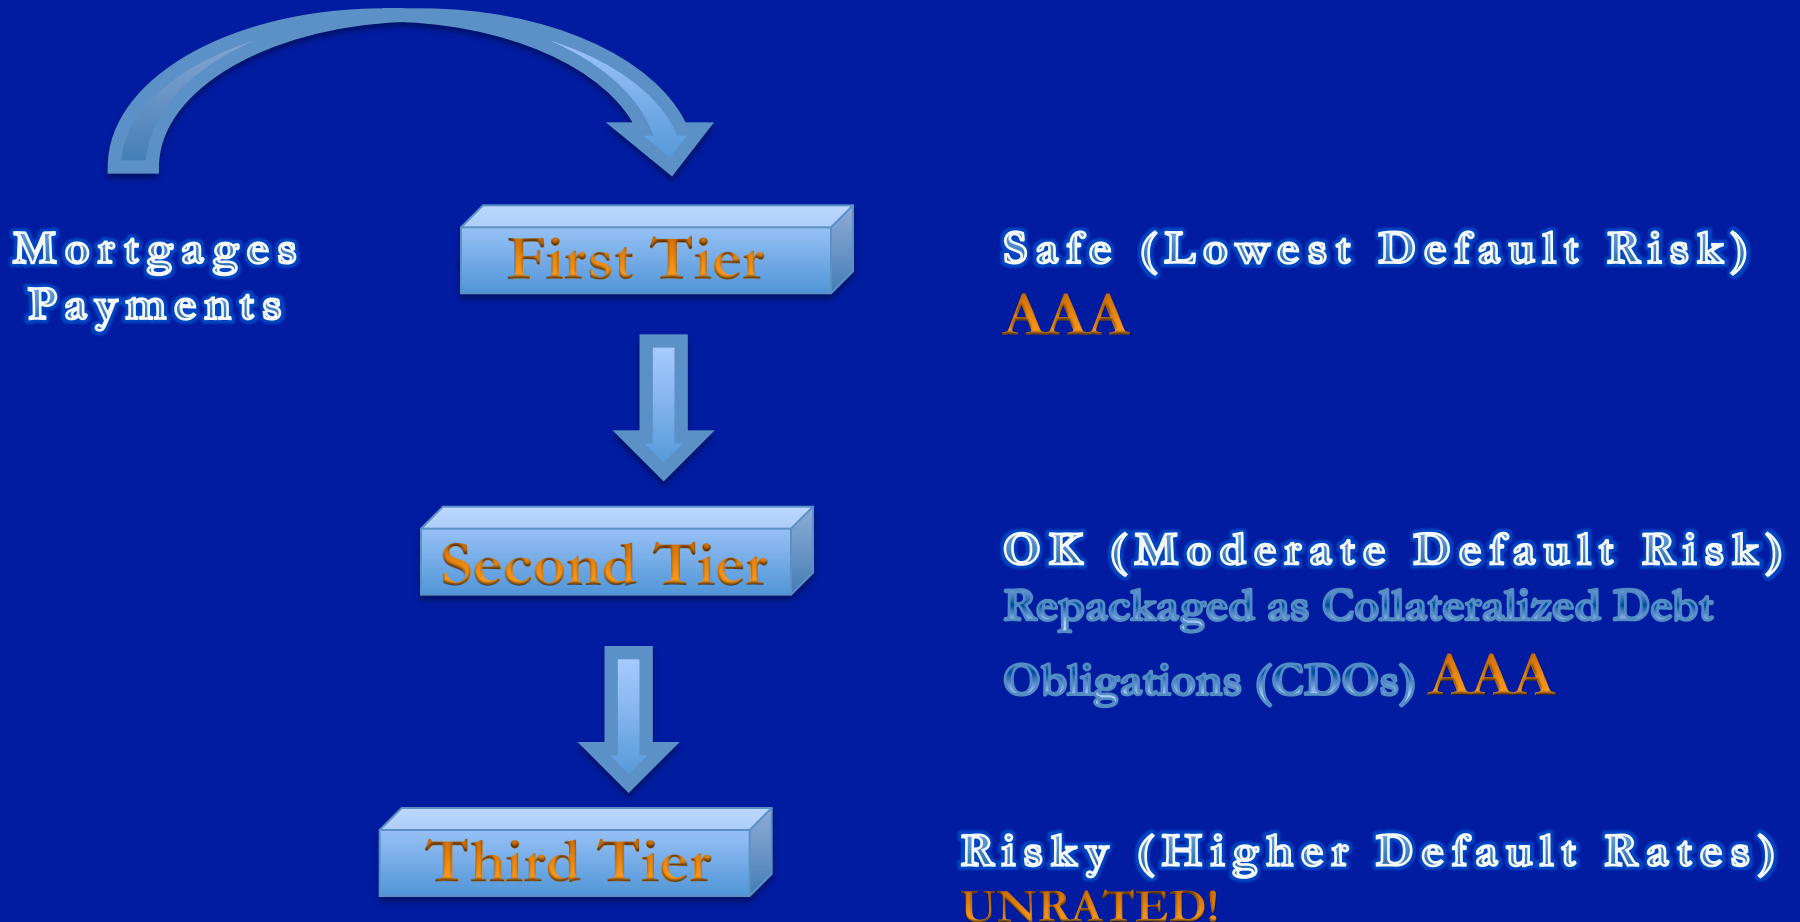 Mortgages
Payments
First Tier
Safe (Lowest Default Risk)
AAA
Second Tier
OK (Moderate Default Risk)
Repackaged as Collateralized Debt
Obligations (CDOs) AAA
Third Tier
Risky (Higher Default Rates)
UNRATED!